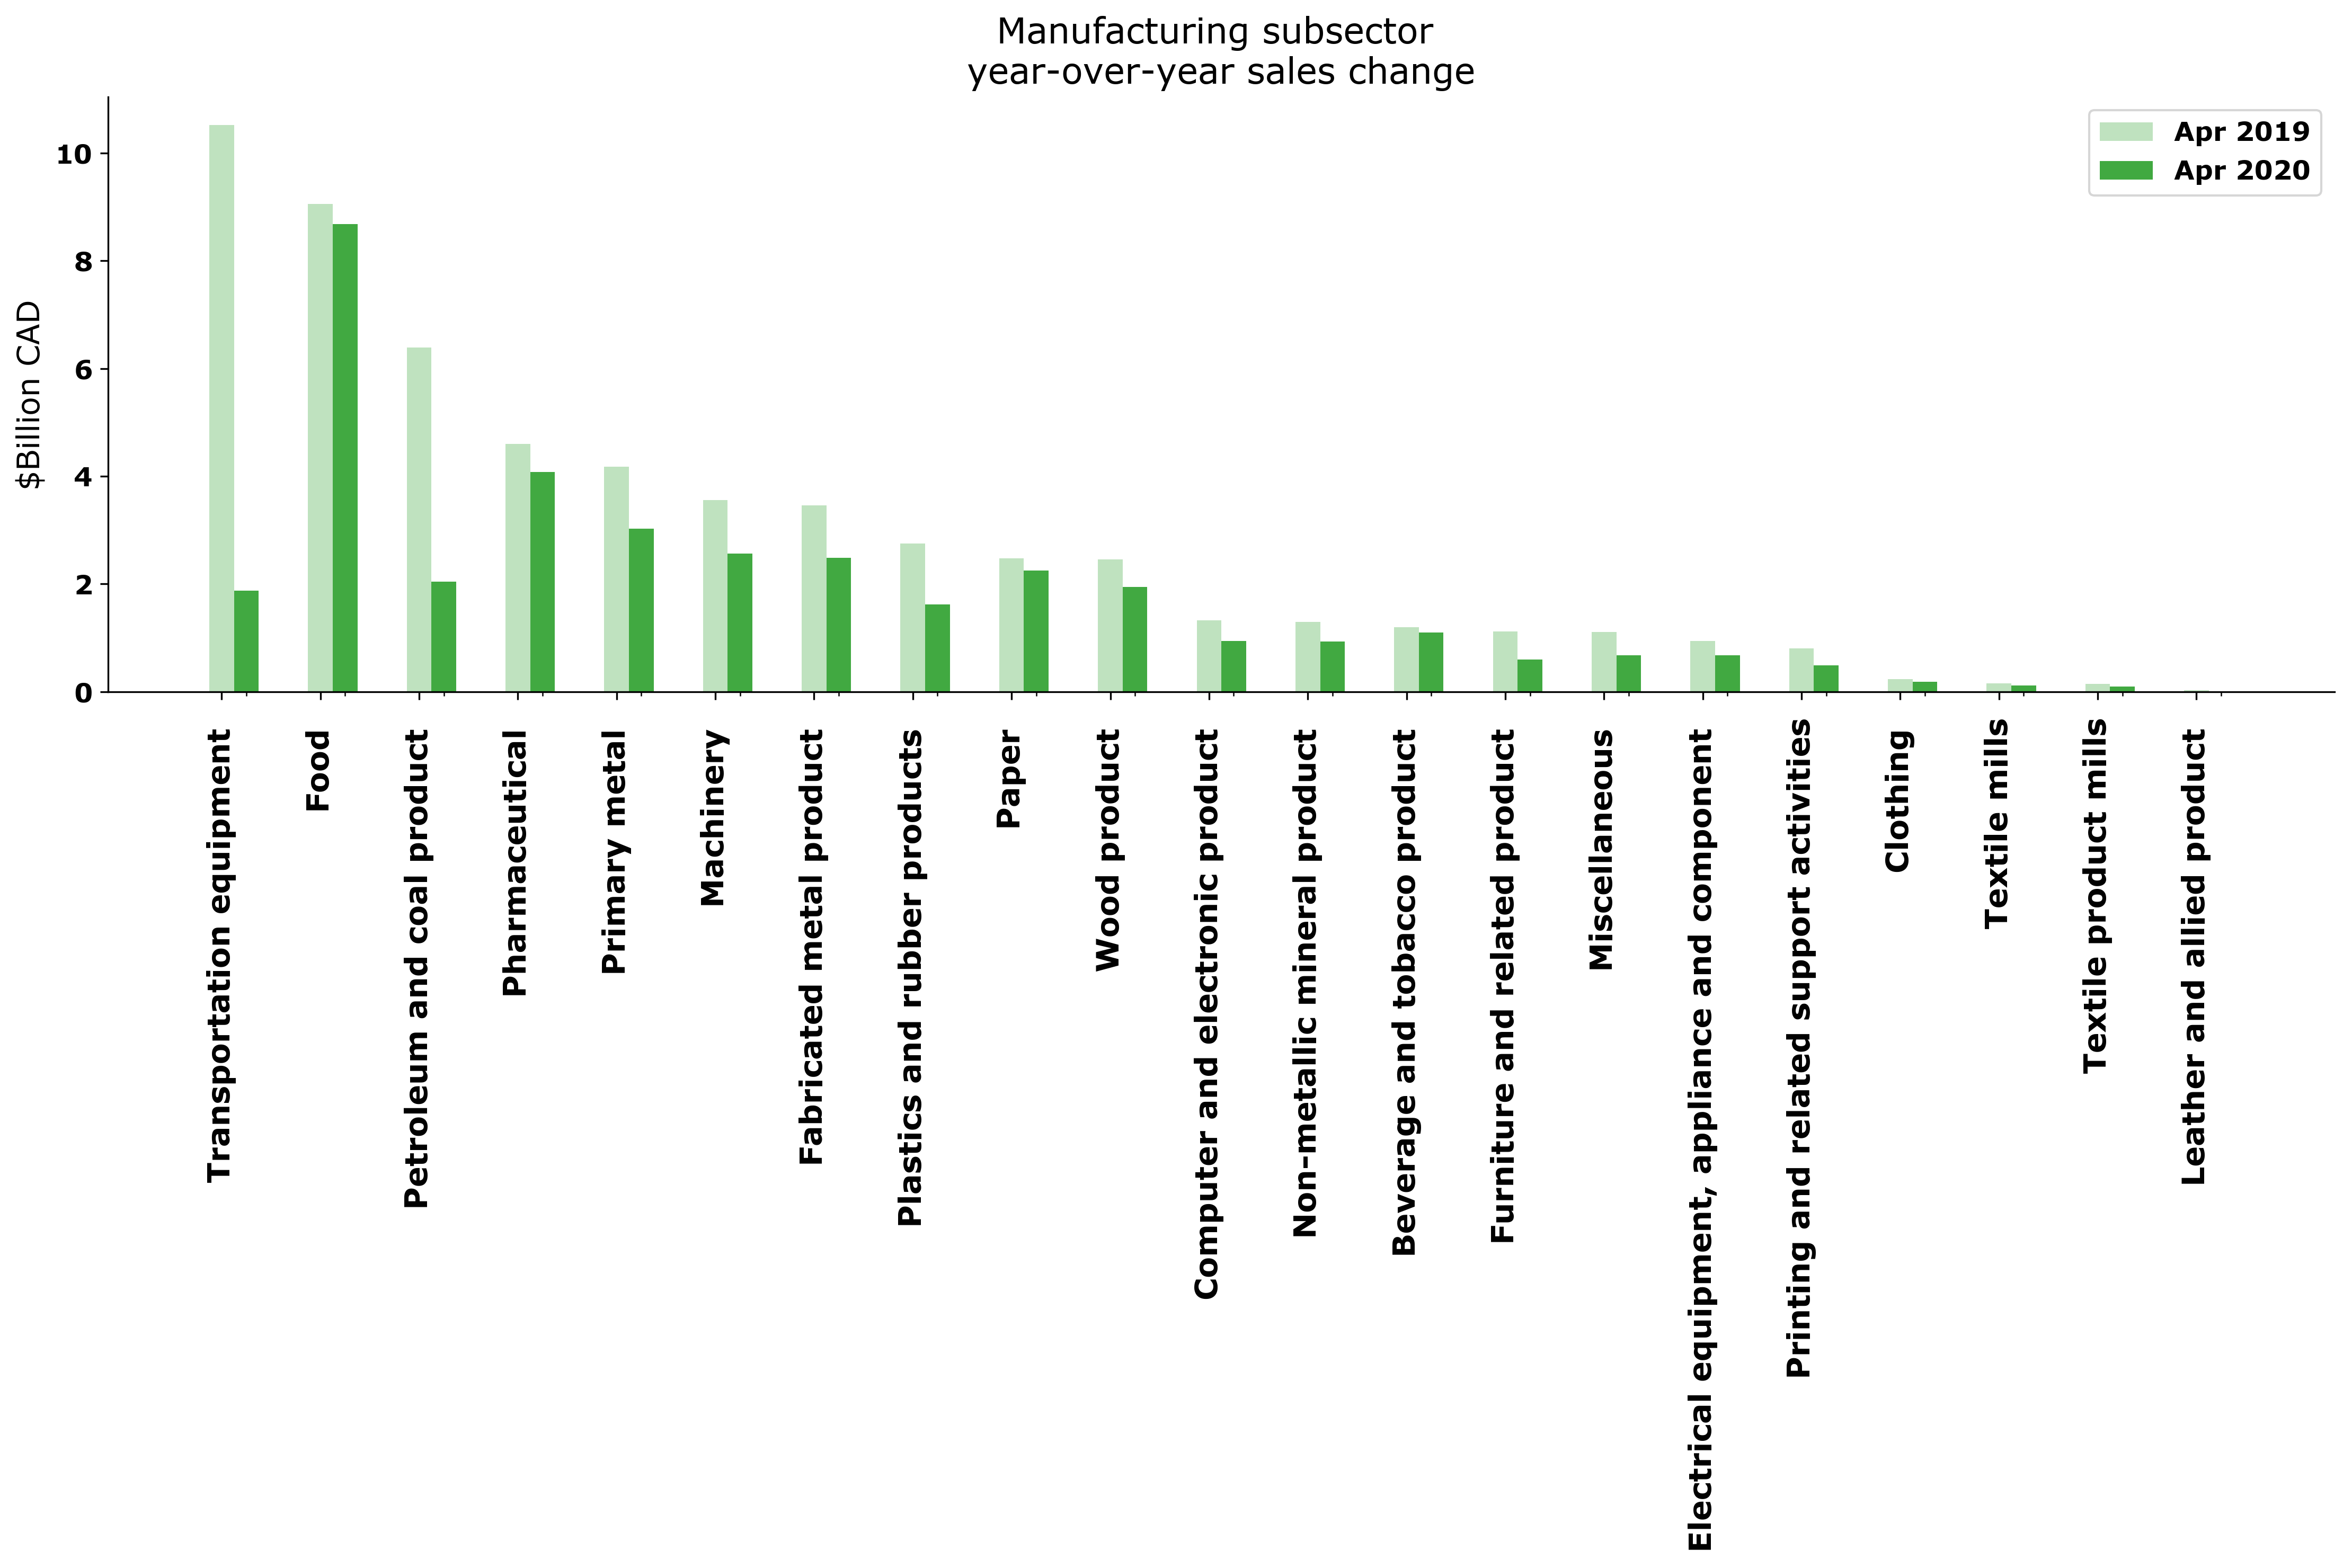 Manufacturing subsector
year-over-year sales change
Apr 2019
Apr 2020
$Billion CAD
10
8
6
4
2
0
Transportation equipment
Food
Petroleum and coal product
Pharmaceutical
Primary metal
Machinery
Fabricated metal product
Plastics and rubber products
Paper
Wood product
Computer and electronic product
Non-metallic mineral product
Beverage and tobacco product
Furniture and related product
Miscellaneous
Electrical equipment, appliance and component
Printing and related support activities
Clothing
Textile mills
Textile product mills
Leather and allied product